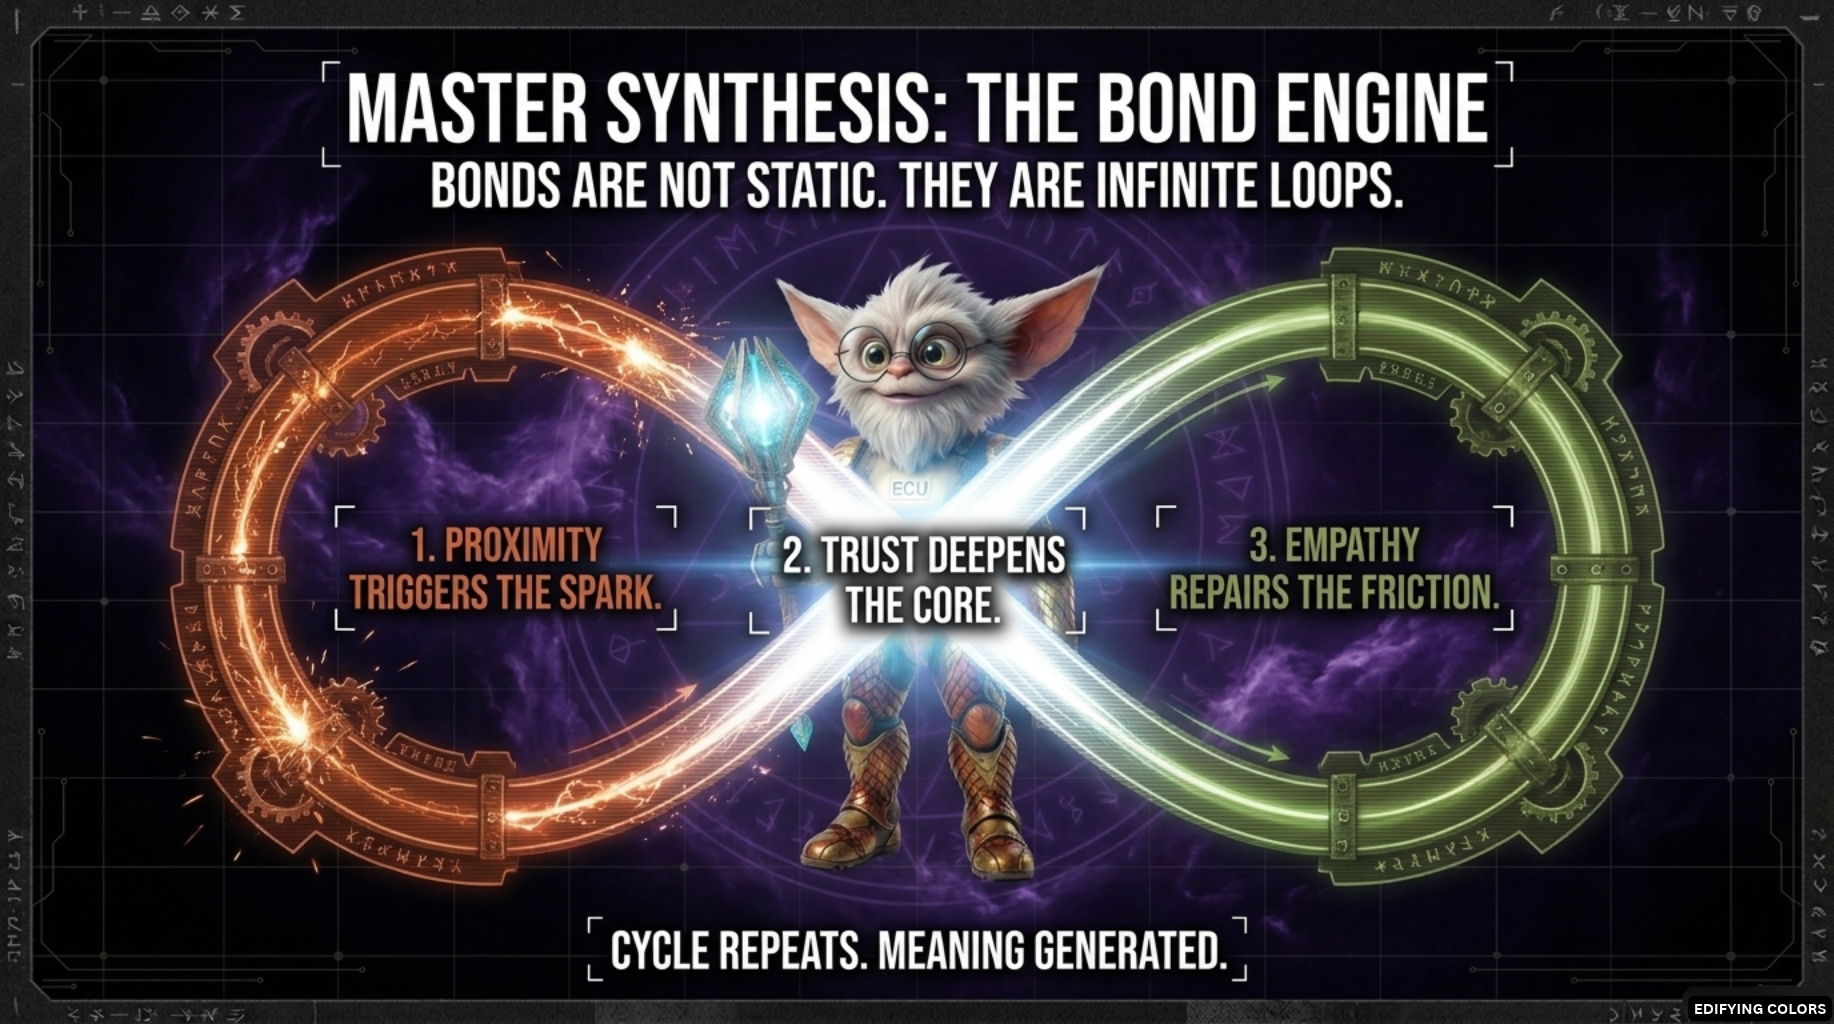 MASTER SYNTHESIS: THE BOND ENGINE
BONDS ARE NOT STATIC. THEY ARE INFINITE LOOPS.
ECU
1. PROXIMITY
TRIGGERS THE SPARK.
2. TRUST DEEPENS
THE CORE.
3. EMPATHY
REPAIRS THE FRICTION.
CYCLE REPEATS. MEANING GENERATED.
EDIFYING COLORS